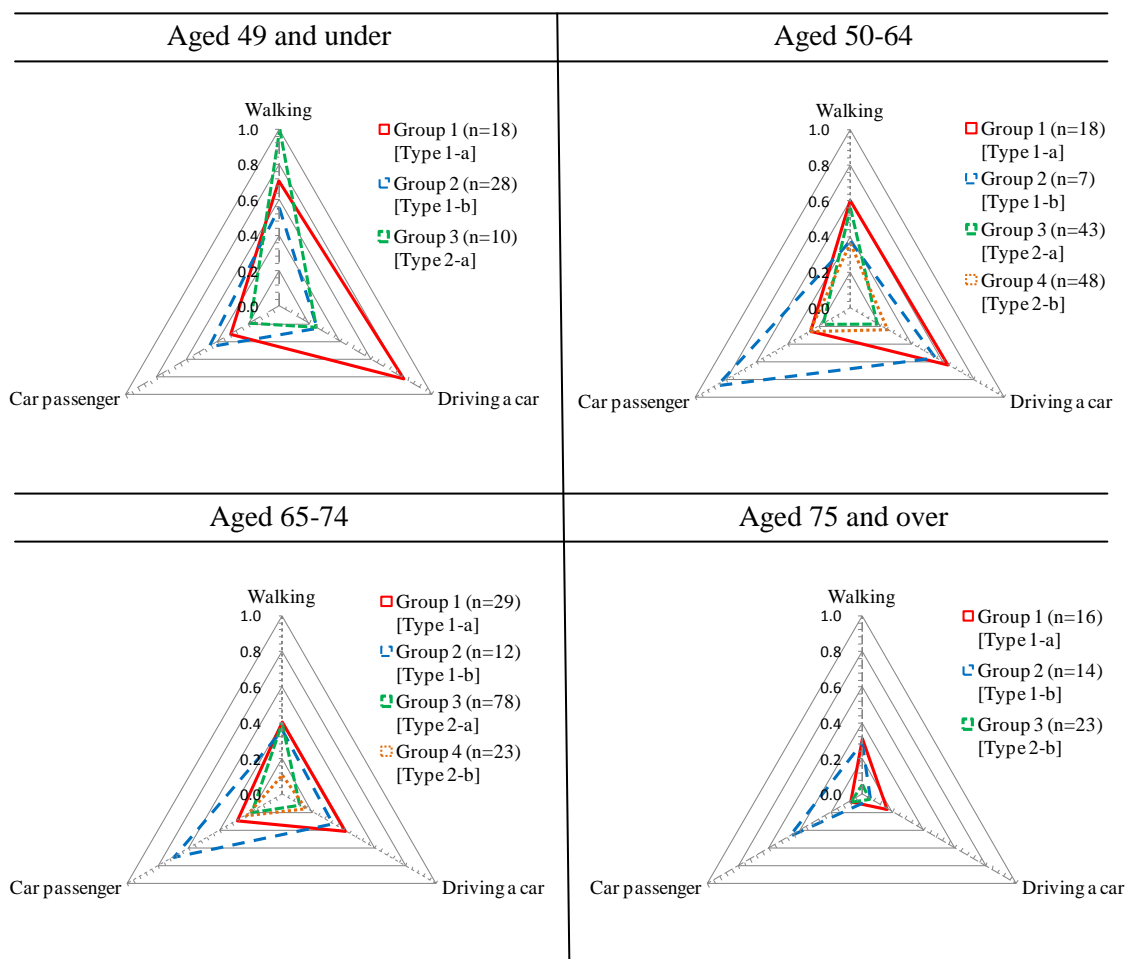 Aged 49 and under
Aged 50-64
Walking
1.0
0.8
0.6
0.4
0.2
0.0
Car passenger
Driving a car
Group 1 (n=18)
[Type 1-a]
Group 2 (n=28)
[Type 1-b]
Group 3 (n=10)
[Type 2-a]
Walking
1.0
0.8
0.6
0.4
0.2
0.0
Car passenger
Driving a car
Group 1 (n=18)
[Type 1-a]
Group 2 (n=7)
[Type 1-b]
Group 3 (n=43)
[Type 2-a]
Group 4 (n=48)
[Type 2-b]
Aged 65-74
Aged 75 and over
Walking
1.0
0.8
0.6
0.4
0.2
0.0
Car passenger
Driving a car
Group 1 (n=29)
[Type 1-a]
Group 2 (n=12)
[Type 1-b]
Group 3 (n=78)
[Type 2-a]
Group 4 (n=23)
[Type 2-b]
Walking
1.0
0.8
0.6
0.4
0.2
0.0
Car passenger
Driving a car
Group 1 (n=16)
[Type 1-a]
Group 2 (n=14)
[Type 1-b]
Group 3 (n=23)
[Type 2-b]